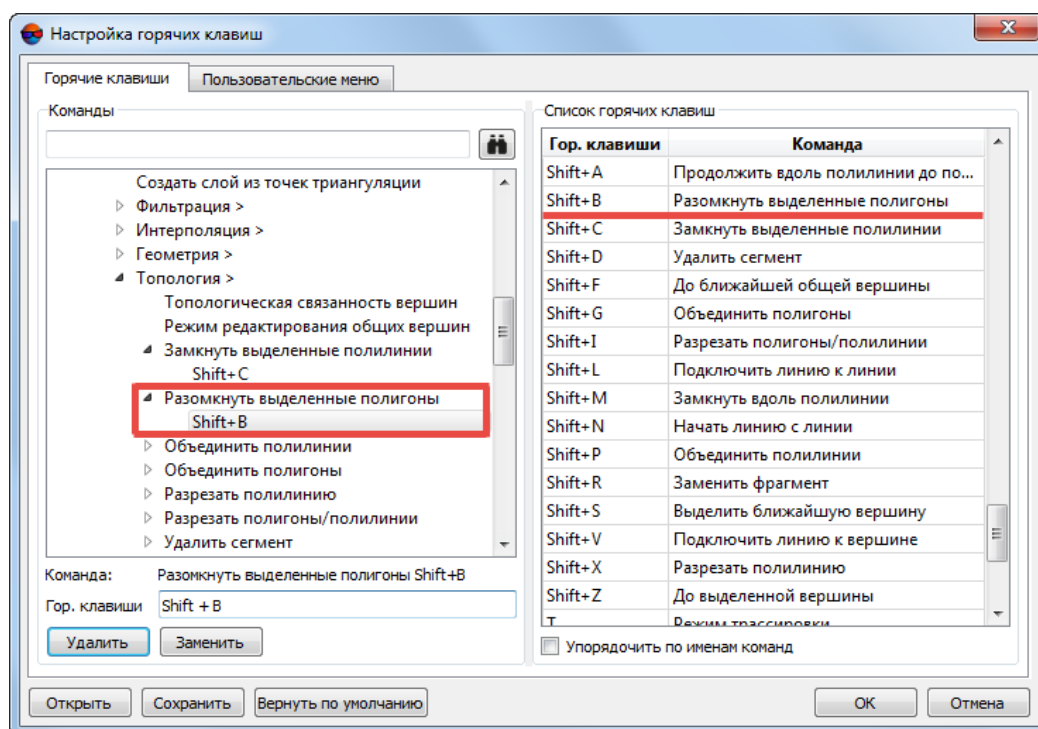 Настройка горячих клавиш
Горячие клавиши
Пользовательские меню
Команды
Создать слой из точек триангуляции
Фильтрация >
Интерполяция >
Геометрия >
Топология >
Топологическая связанность вершин
Режим редактирования общих вершин
Замкнуть выделенные полилинии
Shift+C
Разомкнуть выделенные полигоны
Shift+B
Объединить полилинии
Объединить полигоны
Разрезать полилинию
Разрезать полигоны/полилинии
Удалить сегмент
Команда: Разомкнуть выделенные полигоны Shift+B
Гор. клавиши Shift + B
Удалить Заменить
Список горячих клавиш
Гор. клавиши Команда
Shift+A Продолжить вдоль полилинии до по...
Shift+B Разомкнуть выделенные полигоны
Shift+C Замкнуть выделенные полилинии
Shift+D Удалить сегмент
Shift+F До ближайшей общей вершины
Shift+G Объединить полигоны
Shift+I Разрезать полигоны/полилинии
Shift+L Подключить линию к линии
Shift+M Замкнуть вдоль полилинии
Shift+N Начать линию с линии
Shift+P Объединить полилинии
Shift+R Заменить фрагмент
Shift+S Выделить ближайшую вершину
Shift+V Подключить линию к вершине
Shift+X Разрезать полилинию
Shift+Z До выделенной вершины
T Режим трассировки
Упорядочить по именам команд
Открыть Сохранить Вернуть по умолчанию OK Отмена